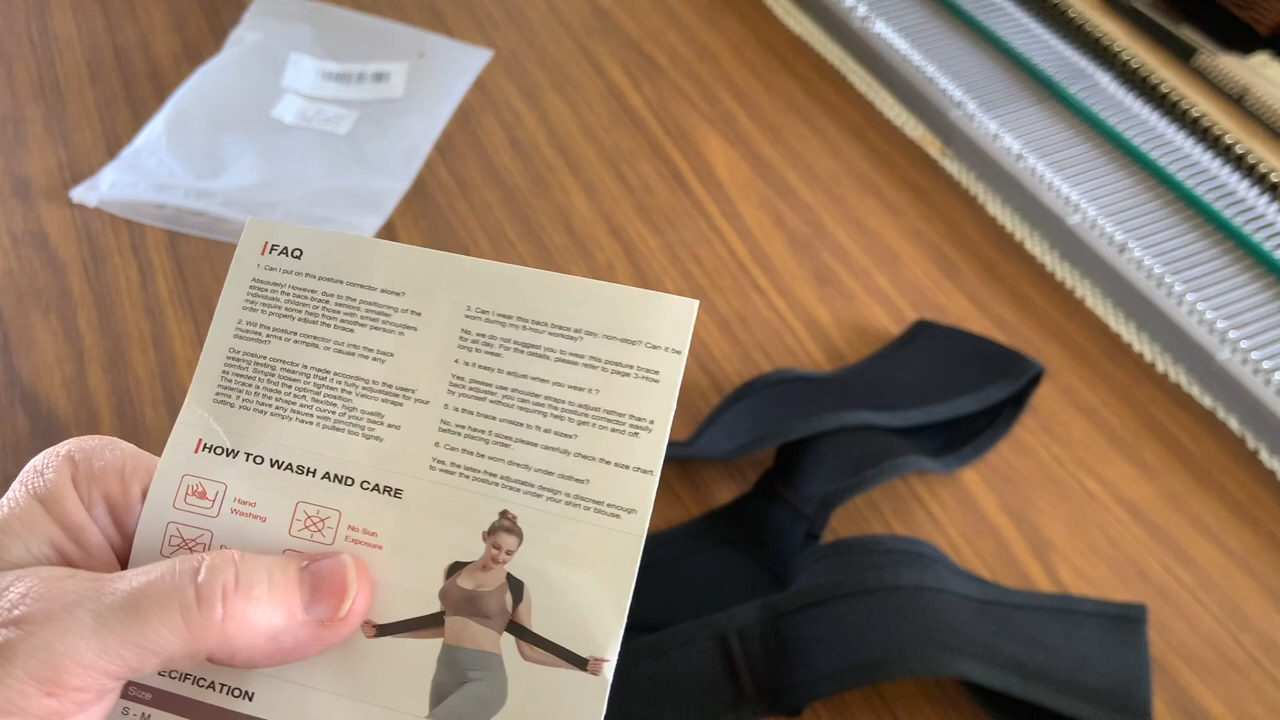 FAQ
1. Can I put on this posture corrector alone?
Absolutely! However, due to the positioning of the
straps on the back-brace, seniors, smaller
individuals, children or those with small shoulders
may require some help from another person in
order to properly adjust the brace.
2. Will this posture corrector cut into the back
muscles, arms or armpits, or cause me any
discomfort?
Our posture corrector is made according to the users'
wearing testing, meaning that it is fully adjustable for your
comfort. Simple loosen or tighten the Velcro straps
as needed to find the optimal position.
The brace is made of soft, flexible, high quality
material to fit the shape and curve of your back and
arms. If you have any issues with pinching or
cutting, you may simply have it pulled too tightly.
3. Can I wear this back brace all day, non-stop? Can it be
worn during my 8-hour workday?
No, we do not suggest you to wear this posture brace
for all day. For the details, please refer to page 3-How
long to wear.
4. Is it easy to adjust when you wear it ?
Yes, please use shoulder straps to adjust rather than a
back adjuster, you can use the posture corrector easily
by yourself without requiring help to get it on and off.
5. Is this brace unsize to fit all sizes?
No, we have 5 sizes,please carefully check the size chart
before placing order..
6. Can this be worn directly under clothes?
Yes, the latex-free adjustable design is discreet enough
to wear the posture brace under your shirt or blouse.
HOW TO WASH AND CARE
Hand
Washing
No Sun
Exposure
ECIFICATION
Size
S - M